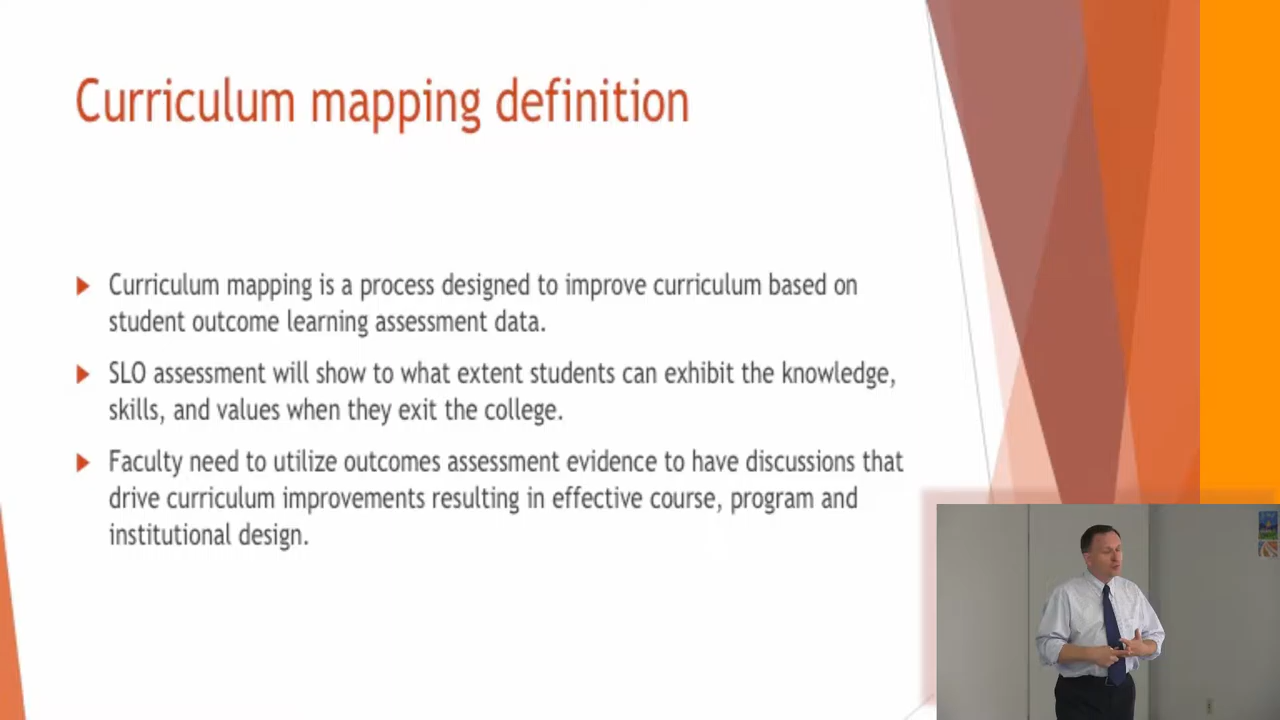 Curriculum mapping definition
Curriculum mapping is a process designed to improve curriculum based on
student outcome learning assessment data.
SLO assessment will show to what extent students can exhibit the knowledge,
skills, and values when they exit the college.
Faculty need to utilize outcomes assessment evidence to have discussions that
drive curriculum improvements resulting in effective course, program and
institutional design.